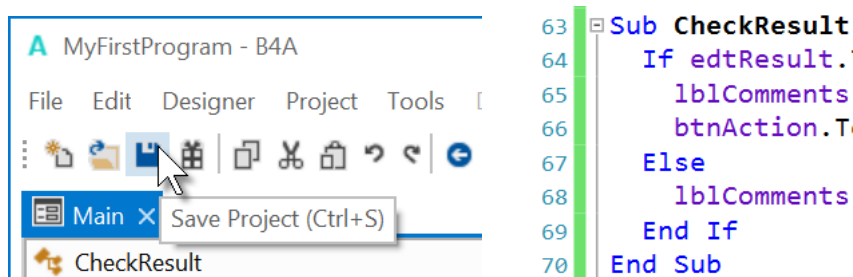 MyFirstProgram - B4A
File Edit Designer Project Tools
Main
Save Project (Ctrl+S)
CheckResult
63 Sub CheckResult
64 If edtResult.
65 lblComments
66 btnAction.Te
67 Else
68 lblComments
69 End If
70 End Sub